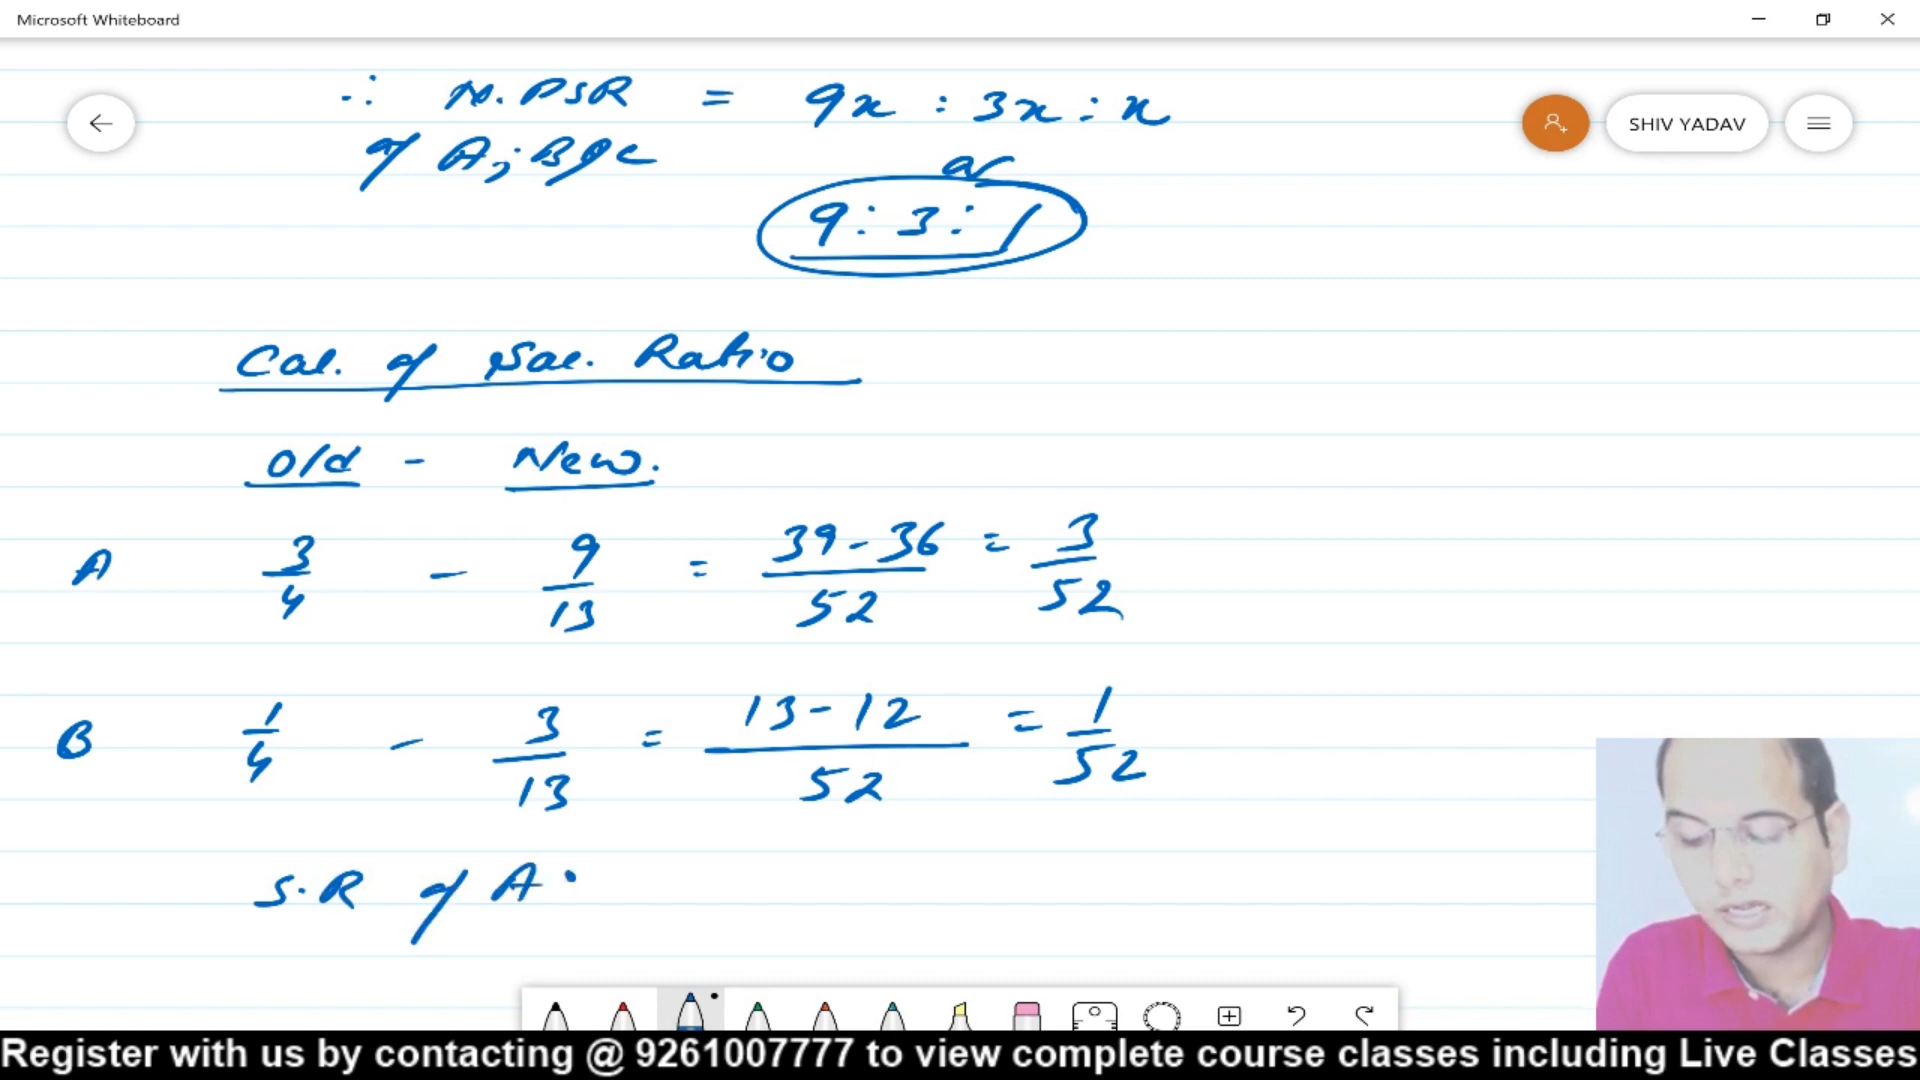 Microsoft Whiteboard
∴ N.PSR = 9x : 3x : x
of A, B & C or
9 : 3 : 1
SHIV YADAV
Cal. of Sac. Ratio
Old - New.
A 3/4 - 9/13 = 39-36/52 = 3/52
B 1/4 - 3/13 = 13-12/52 = 1/52
S.R of A
Register with us by contacting @ 9261007777 to view complete course classes including Live Classes